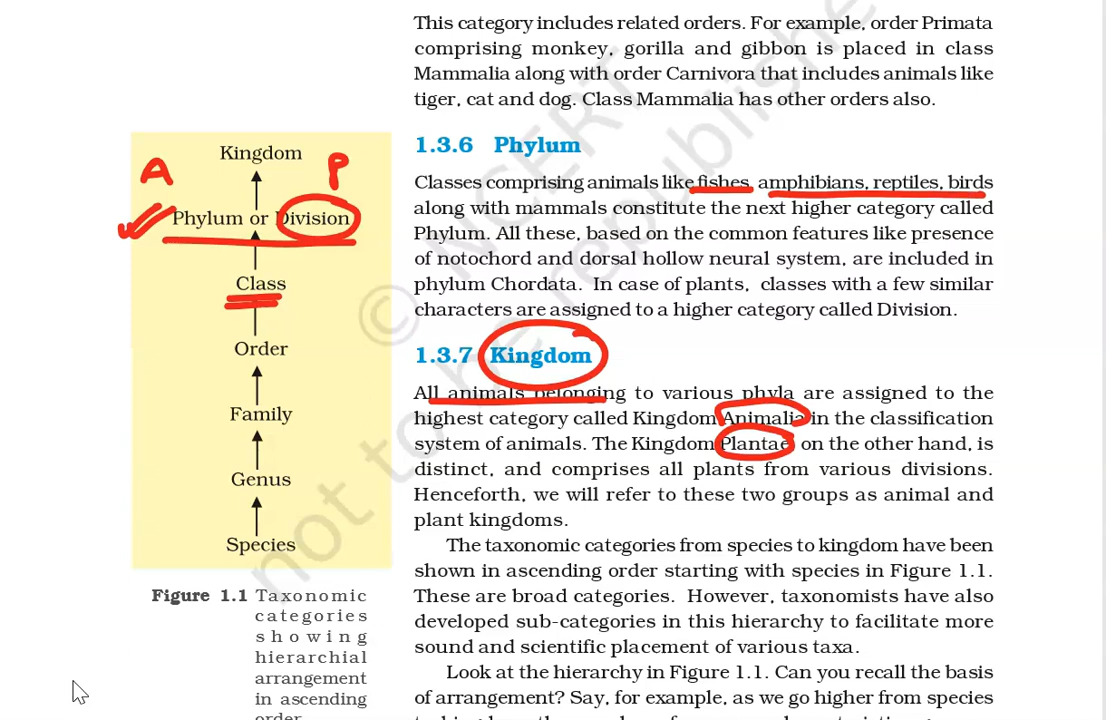 This category includes related orders. For example, order Primata
comprising monkey, gorilla and gibbon is placed in class
Mammalia along with order Carnivora that includes animals like
tiger, cat and dog. Class Mammalia has other orders also.
1.3.6 Phylum
Classes comprising animals like fishes, amphibians, reptiles, birds
along with mammals constitute the next higher category called
Phylum. All these, based on the common features like presence
of notochord and dorsal hollow neural system, are included in
phylum Chordata. In case of plants, classes with a few similar
characters are assigned to a higher category called Division.
1.3.7 Kingdom
All animals belonging to various phyla are assigned to the
highest category called Kingdom Animalia in the classification
system of animals. The Kingdom Plantae on the other hand, is
distinct, and comprises all plants from various divisions.
Henceforth, we will refer to these two groups as animal and
plant kingdoms.
The taxonomic categories from species to kingdom have been
shown in ascending order starting with species in Figure 1.1.
These are broad categories. However, taxonomists have also
developed sub-categories in this hierarchy to facilitate more
sound and scientific placement of various taxa.
Look at the hierarchy in Figure 1.1. Can you recall the basis
of arrangement? Say, for example, as we go higher from species
Kingdom
A P
Phylum or Division
Class
Order
Family
Genus
Species
Figure 1.1 Taxonomic
categories
showing
hierarchial
arrangement
in ascending
order
© NCERT
not to be republished